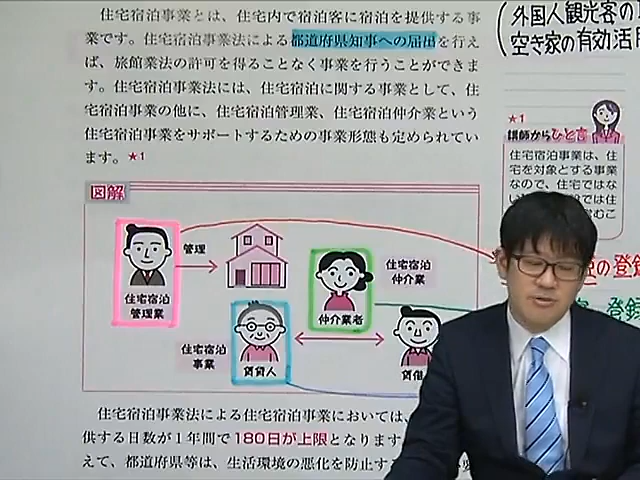 住宅宿泊事業とは、住宅内で宿泊客に宿泊を提供する事
業です。住宅宿泊事業法による都道府県知事への届出を行え
ば、旅館業法の許可を得ることなく事業を行うことができま
す。住宅宿泊事業法には、住宅宿泊に関する事業として、住
宅宿泊事業の他に、住宅宿泊管理業、住宅宿泊仲介業という
住宅宿泊事業をサポートするための事業形態も定められてい
ます。★1
外国人観光客の
空き家の有効活用
★1
講師からひと言
住宅宿泊事業は、住
宅を対象とする事業
なので、住宅ではな
図解
管理
住宅宿泊
管理業
住宅宿泊
仲介業
仲介業者
住宅宿泊
事業
賃貸人
の登録
登録
住宅宿泊事業法による住宅宿泊事業においては、
供する日数が1年間で180日が上限となります
えて、都道府県等は、生活環境の悪化を防止す